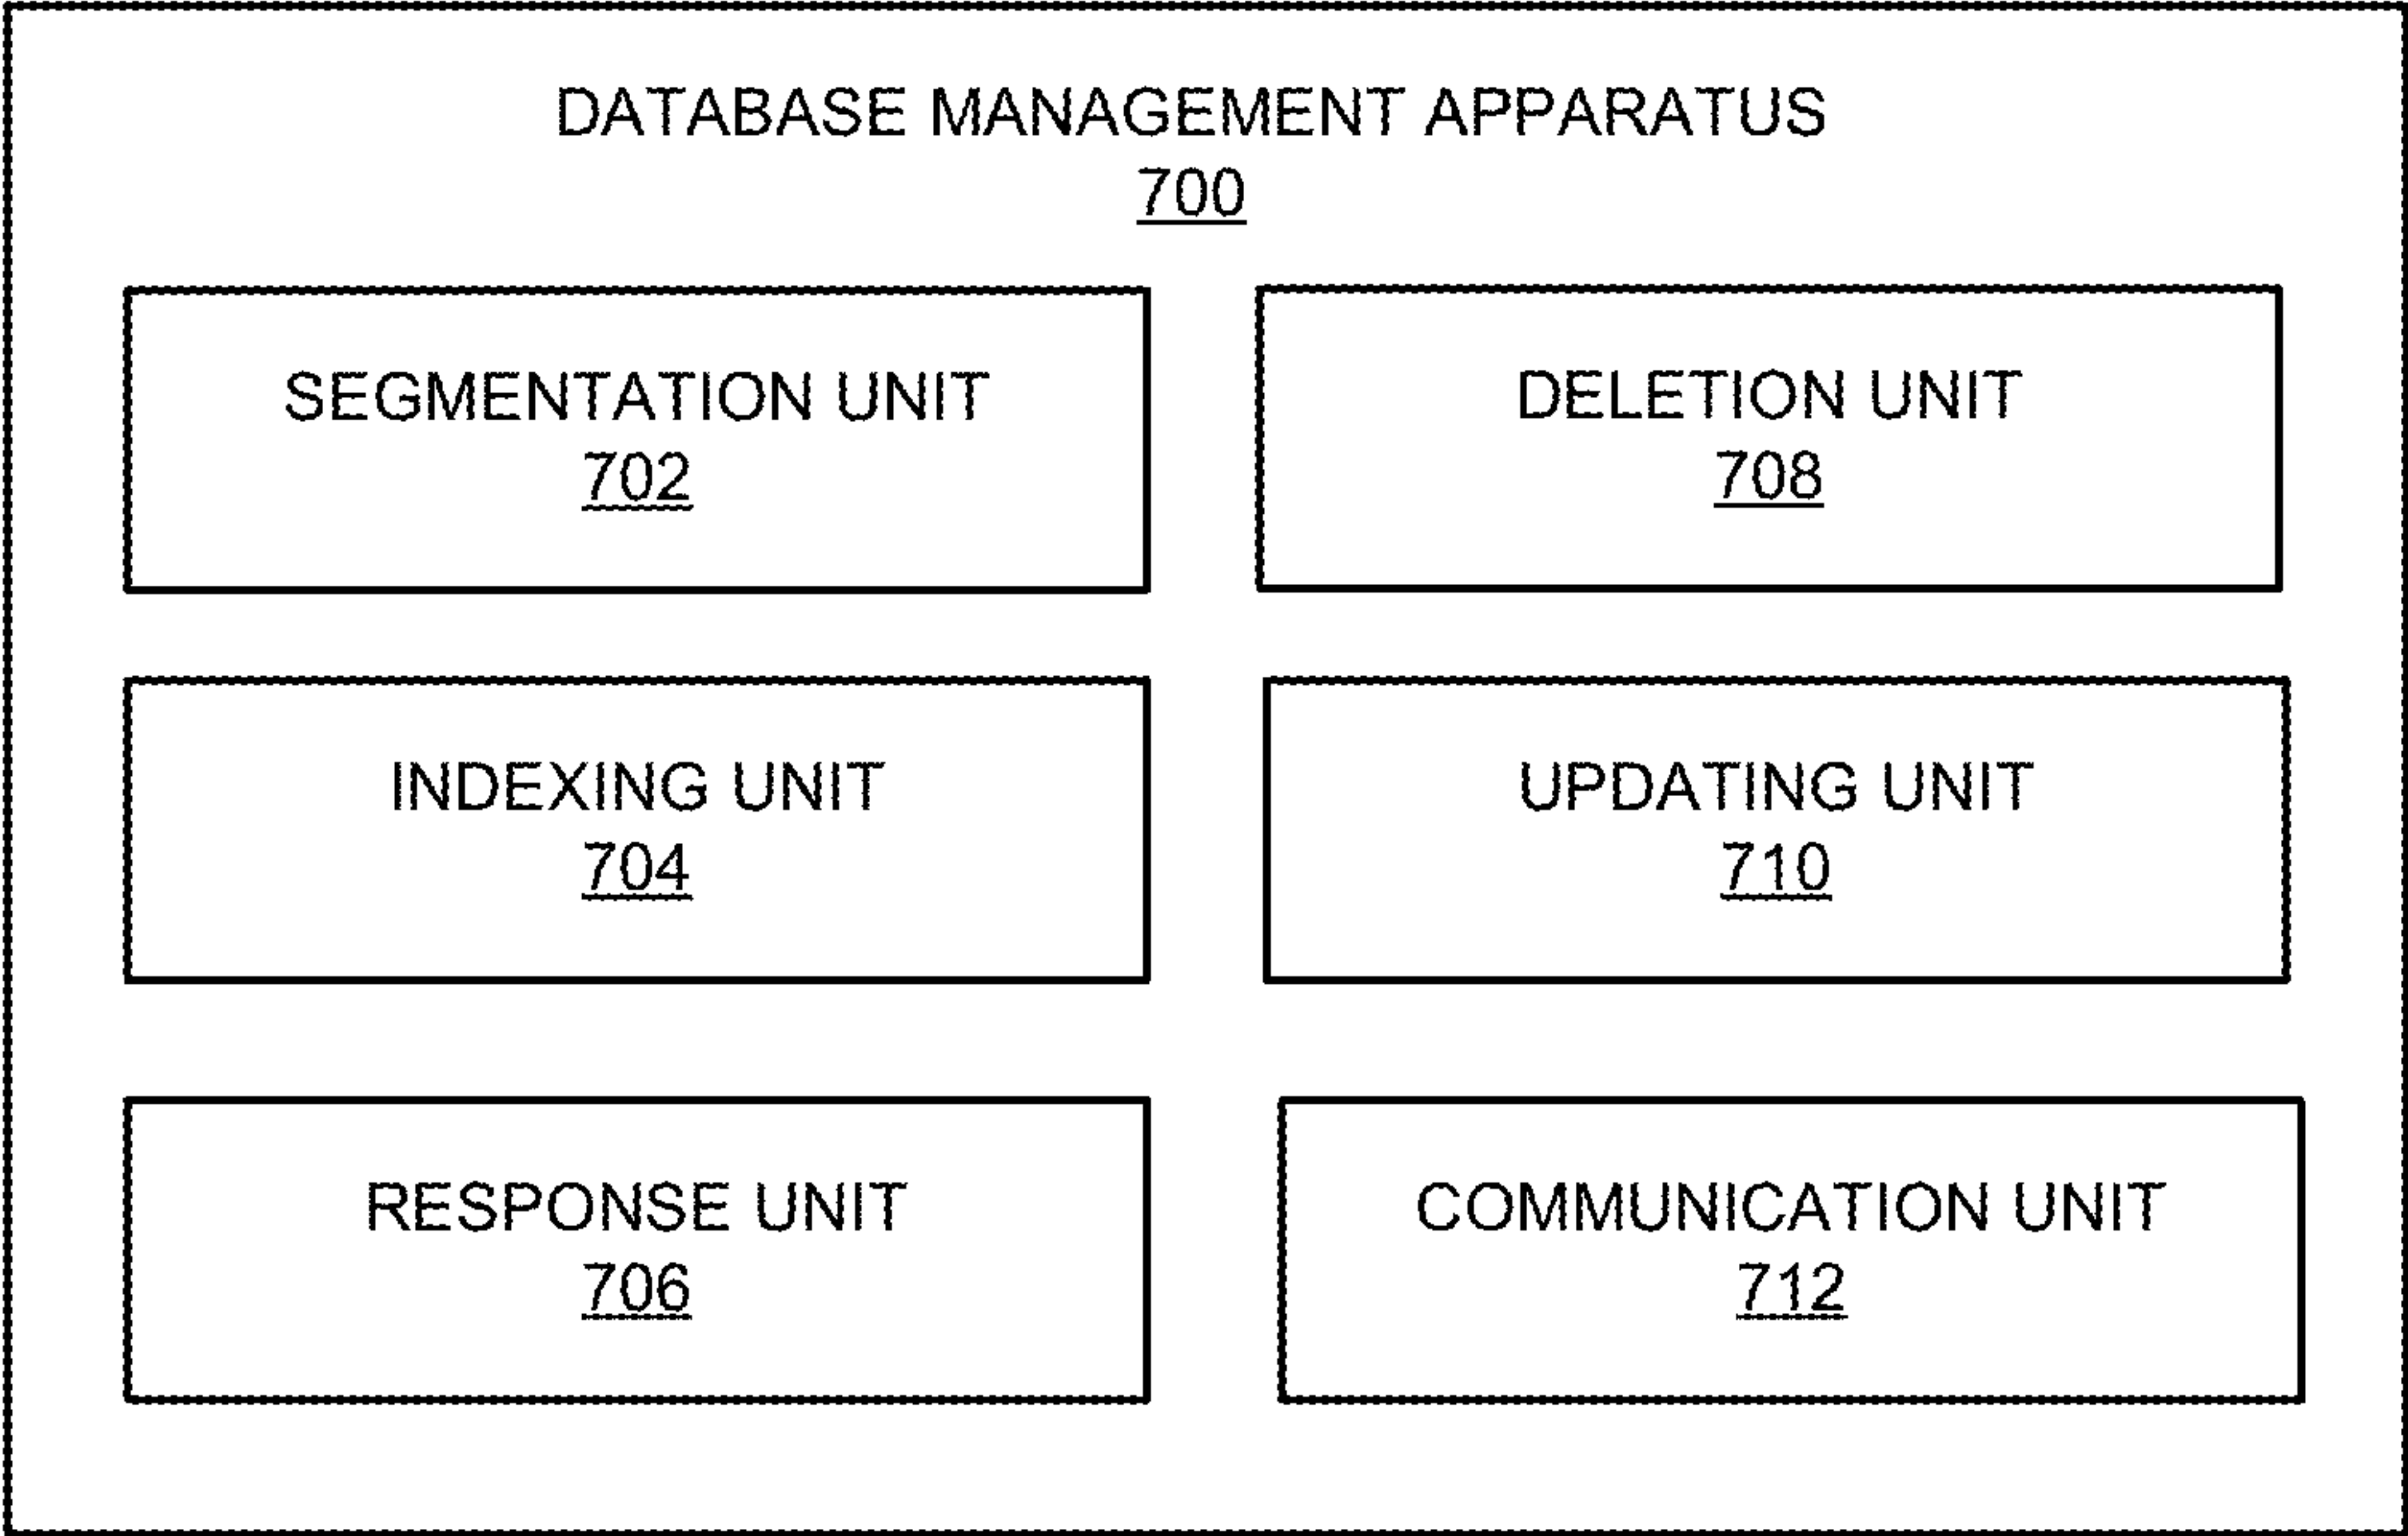 DATABASE MANAGEMENT APPARATUS
700
SEGMENTATION UNIT
702
DELETION UNIT
708
INDEXING UNIT
704
UPDATING UNIT
710
RESPONSE UNIT
706
COMMUNICATION UNIT
712